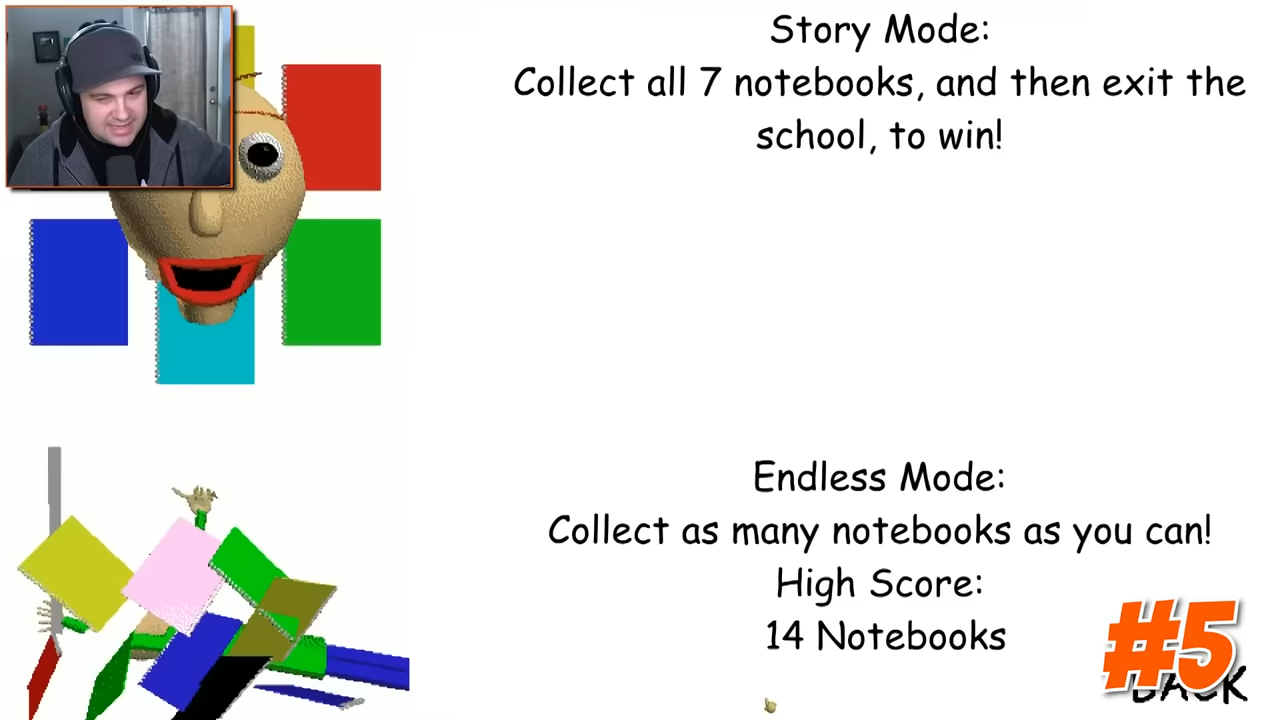 Story Mode:
Collect all 7 notebooks, and then exit the
school, to win!
Endless Mode:
Collect as many notebooks as you can!
High Score:
14 Notebooks
#5
BACK